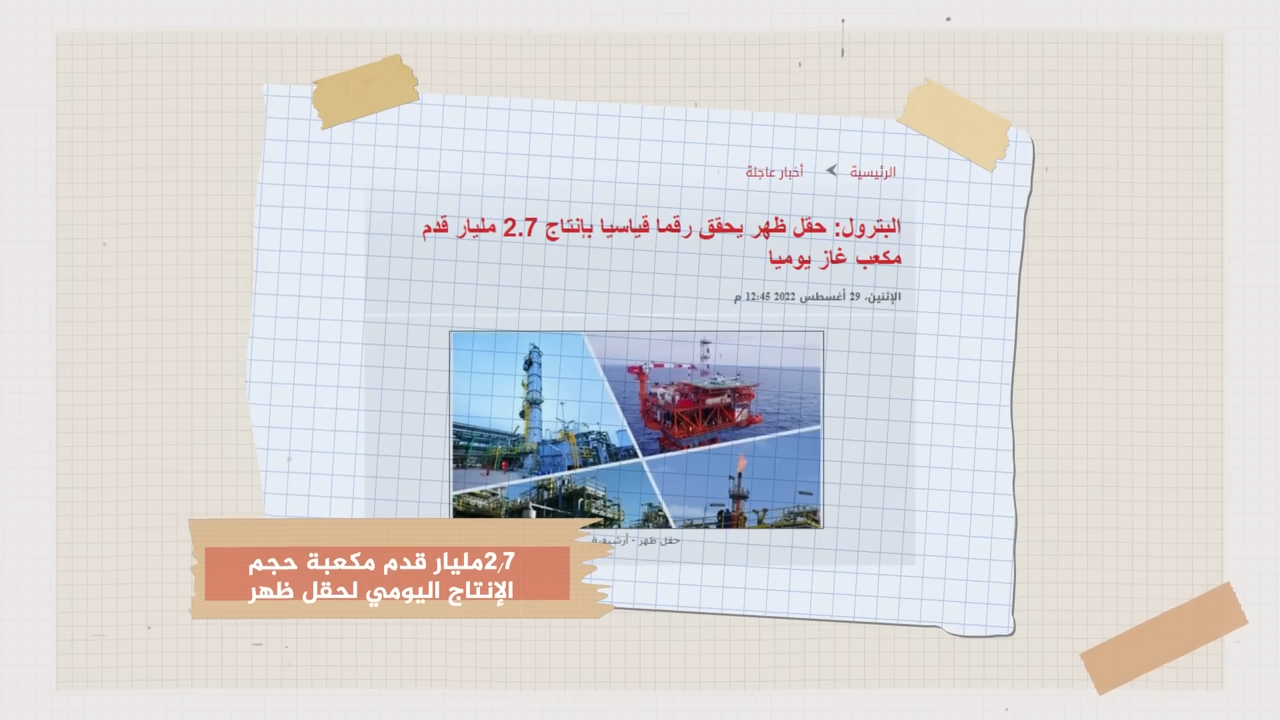 الرئيسية
أخبار عاجلة
البترول: حقل ظهر يحقق رقما قياسيا بإنتاج 2.7 مليار قدم
مكعب غاز يوميا
الإثنين، 29 أغسطس 2022 12:45 م
حقل ظهر - أرشيفية
2٫7مليار قدم مكعبة حجم
الإنتاج اليومي لحقل ظهر